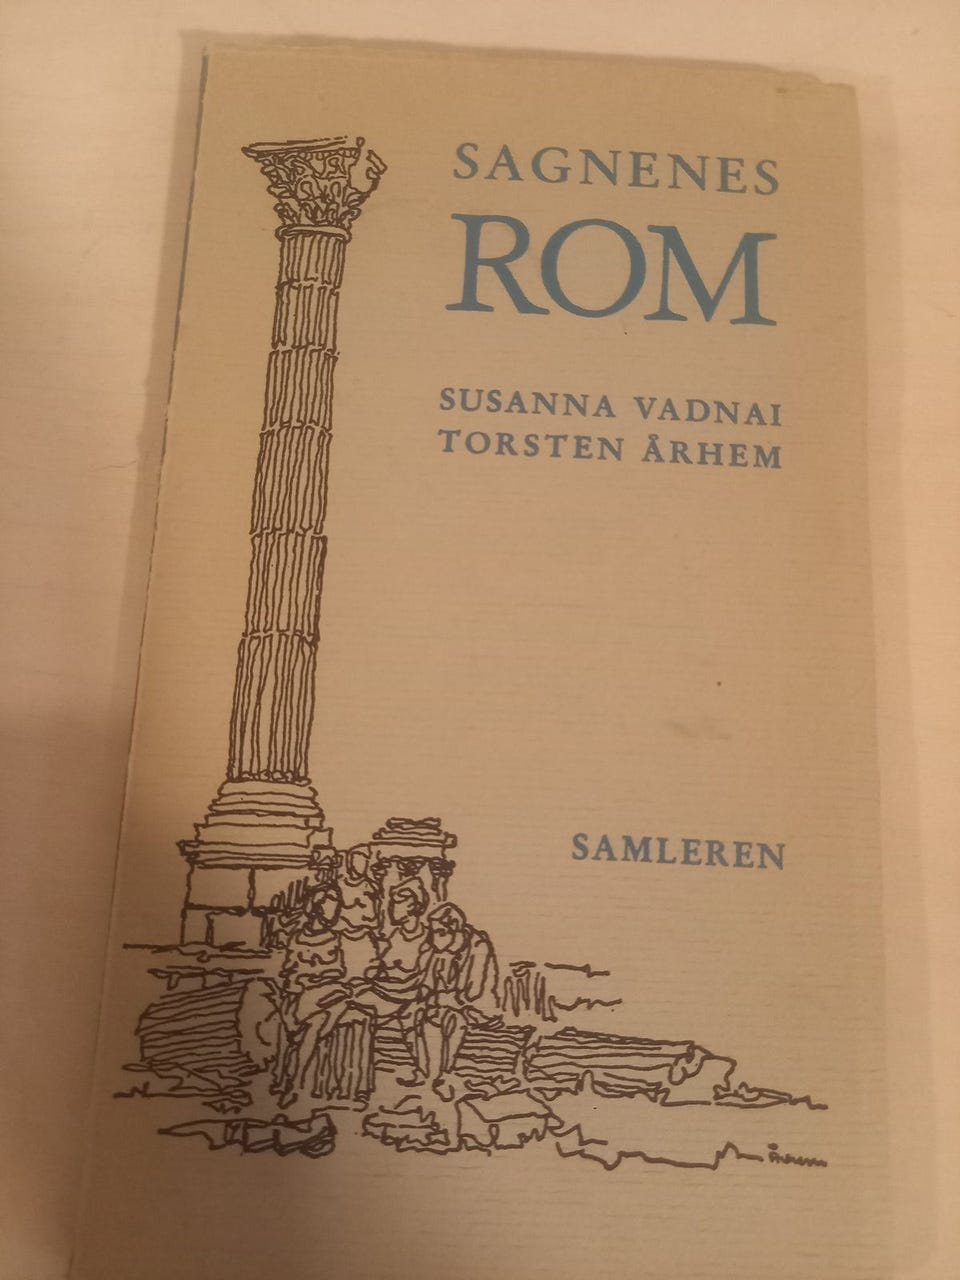 SAGNENES
ROM
SUSANNA VADNAI
TORSTEN ÅRHEM
SAMLEREN